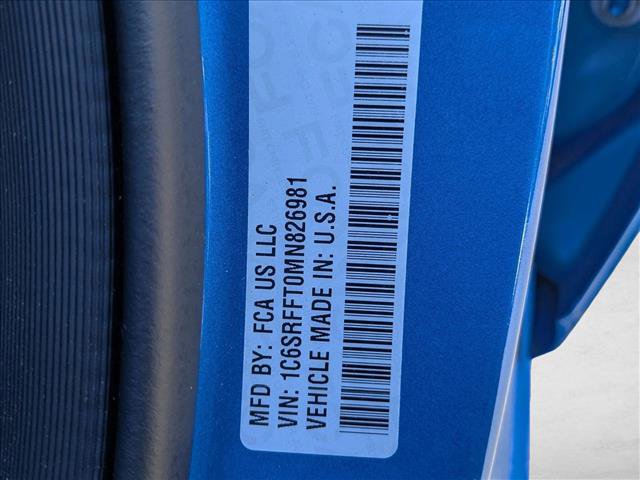 MFD BY: FCA US LLC
VIN: 1C6SRFFT0MN826981
VEHICLE MADE IN: U.S.A.